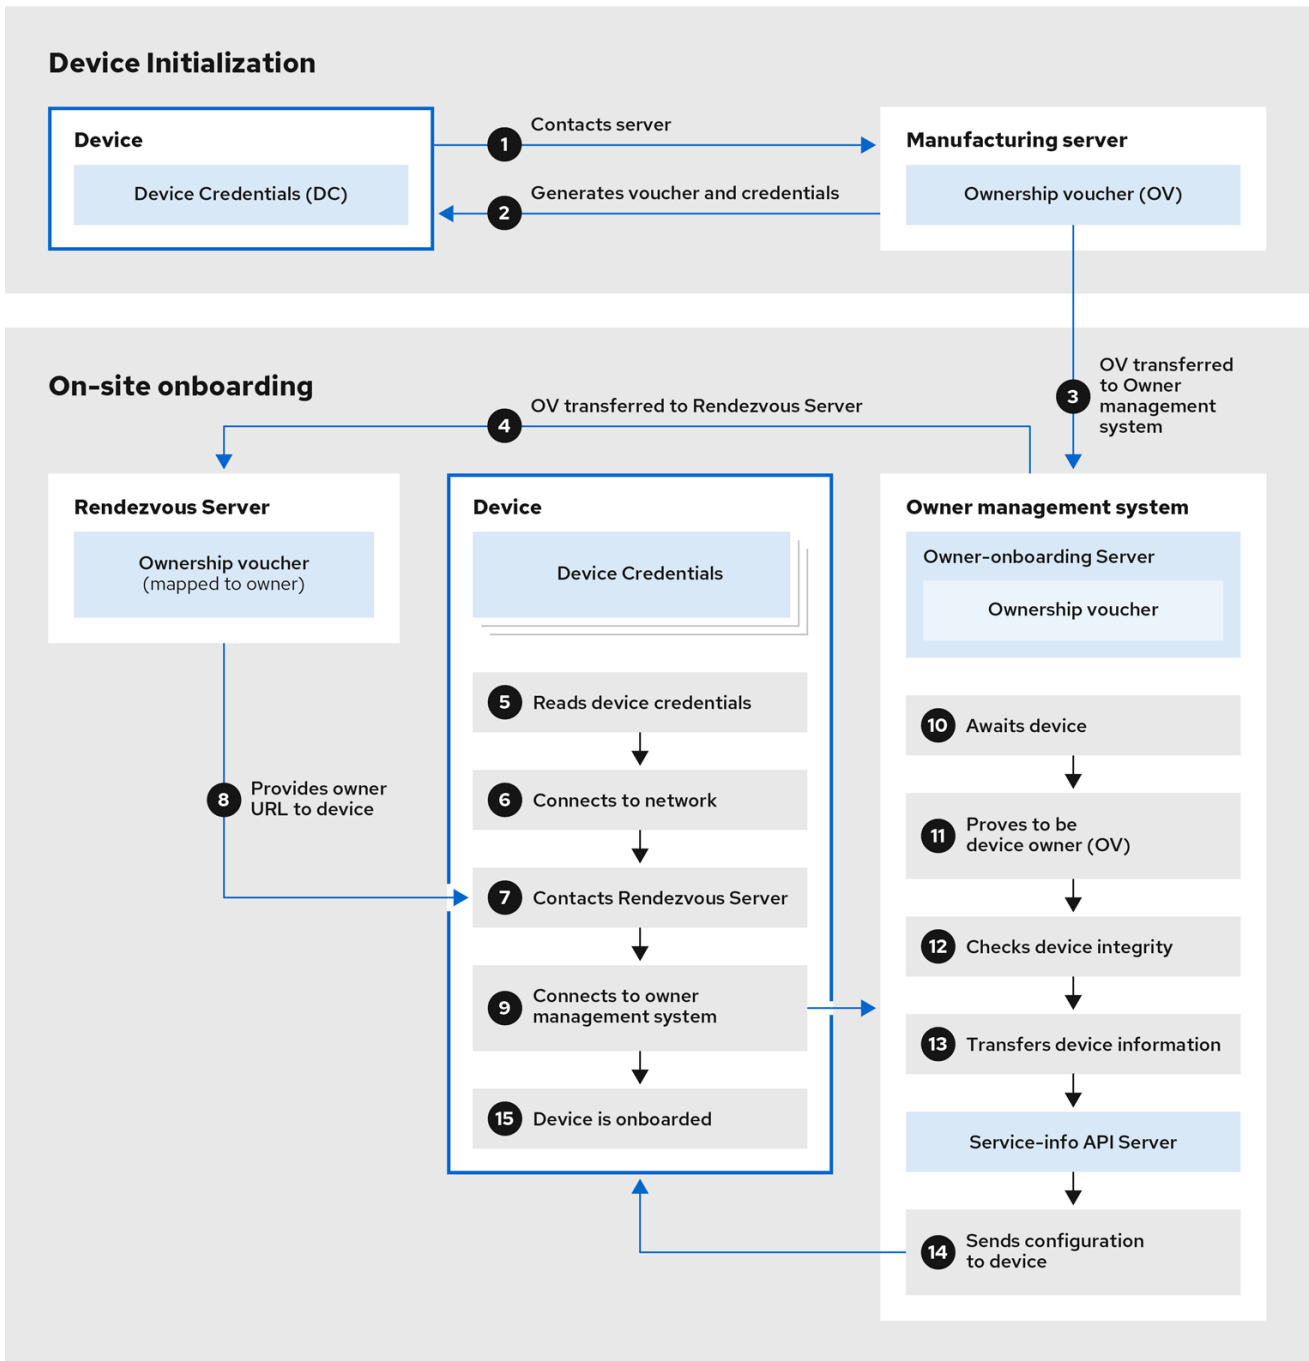 Device Initialization
Device
Device Credentials (DC)
1
Contacts server
2
Generates voucher and credentials
Manufacturing server
Ownership voucher (OV)
On-site onboarding
3
OV transferred
to Owner
management
system
4
OV transferred to Rendezvous Server
Rendezvous Server
Ownership voucher
(mapped to owner)
8
Provides owner
URL to device
Device
Device Credentials
5 Reads device credentials
6 Connects to network
7 Contacts Rendezvous Server
9
Connects to owner
management system
15 Device is onboarded
Owner management system
Owner-onboarding Server
Ownership voucher
10 Awaits device
11
Proves to be
device owner (OV)
12 Checks device integrity
13 Transfers device information
Service-info API Server
14
Sends configuration
to device